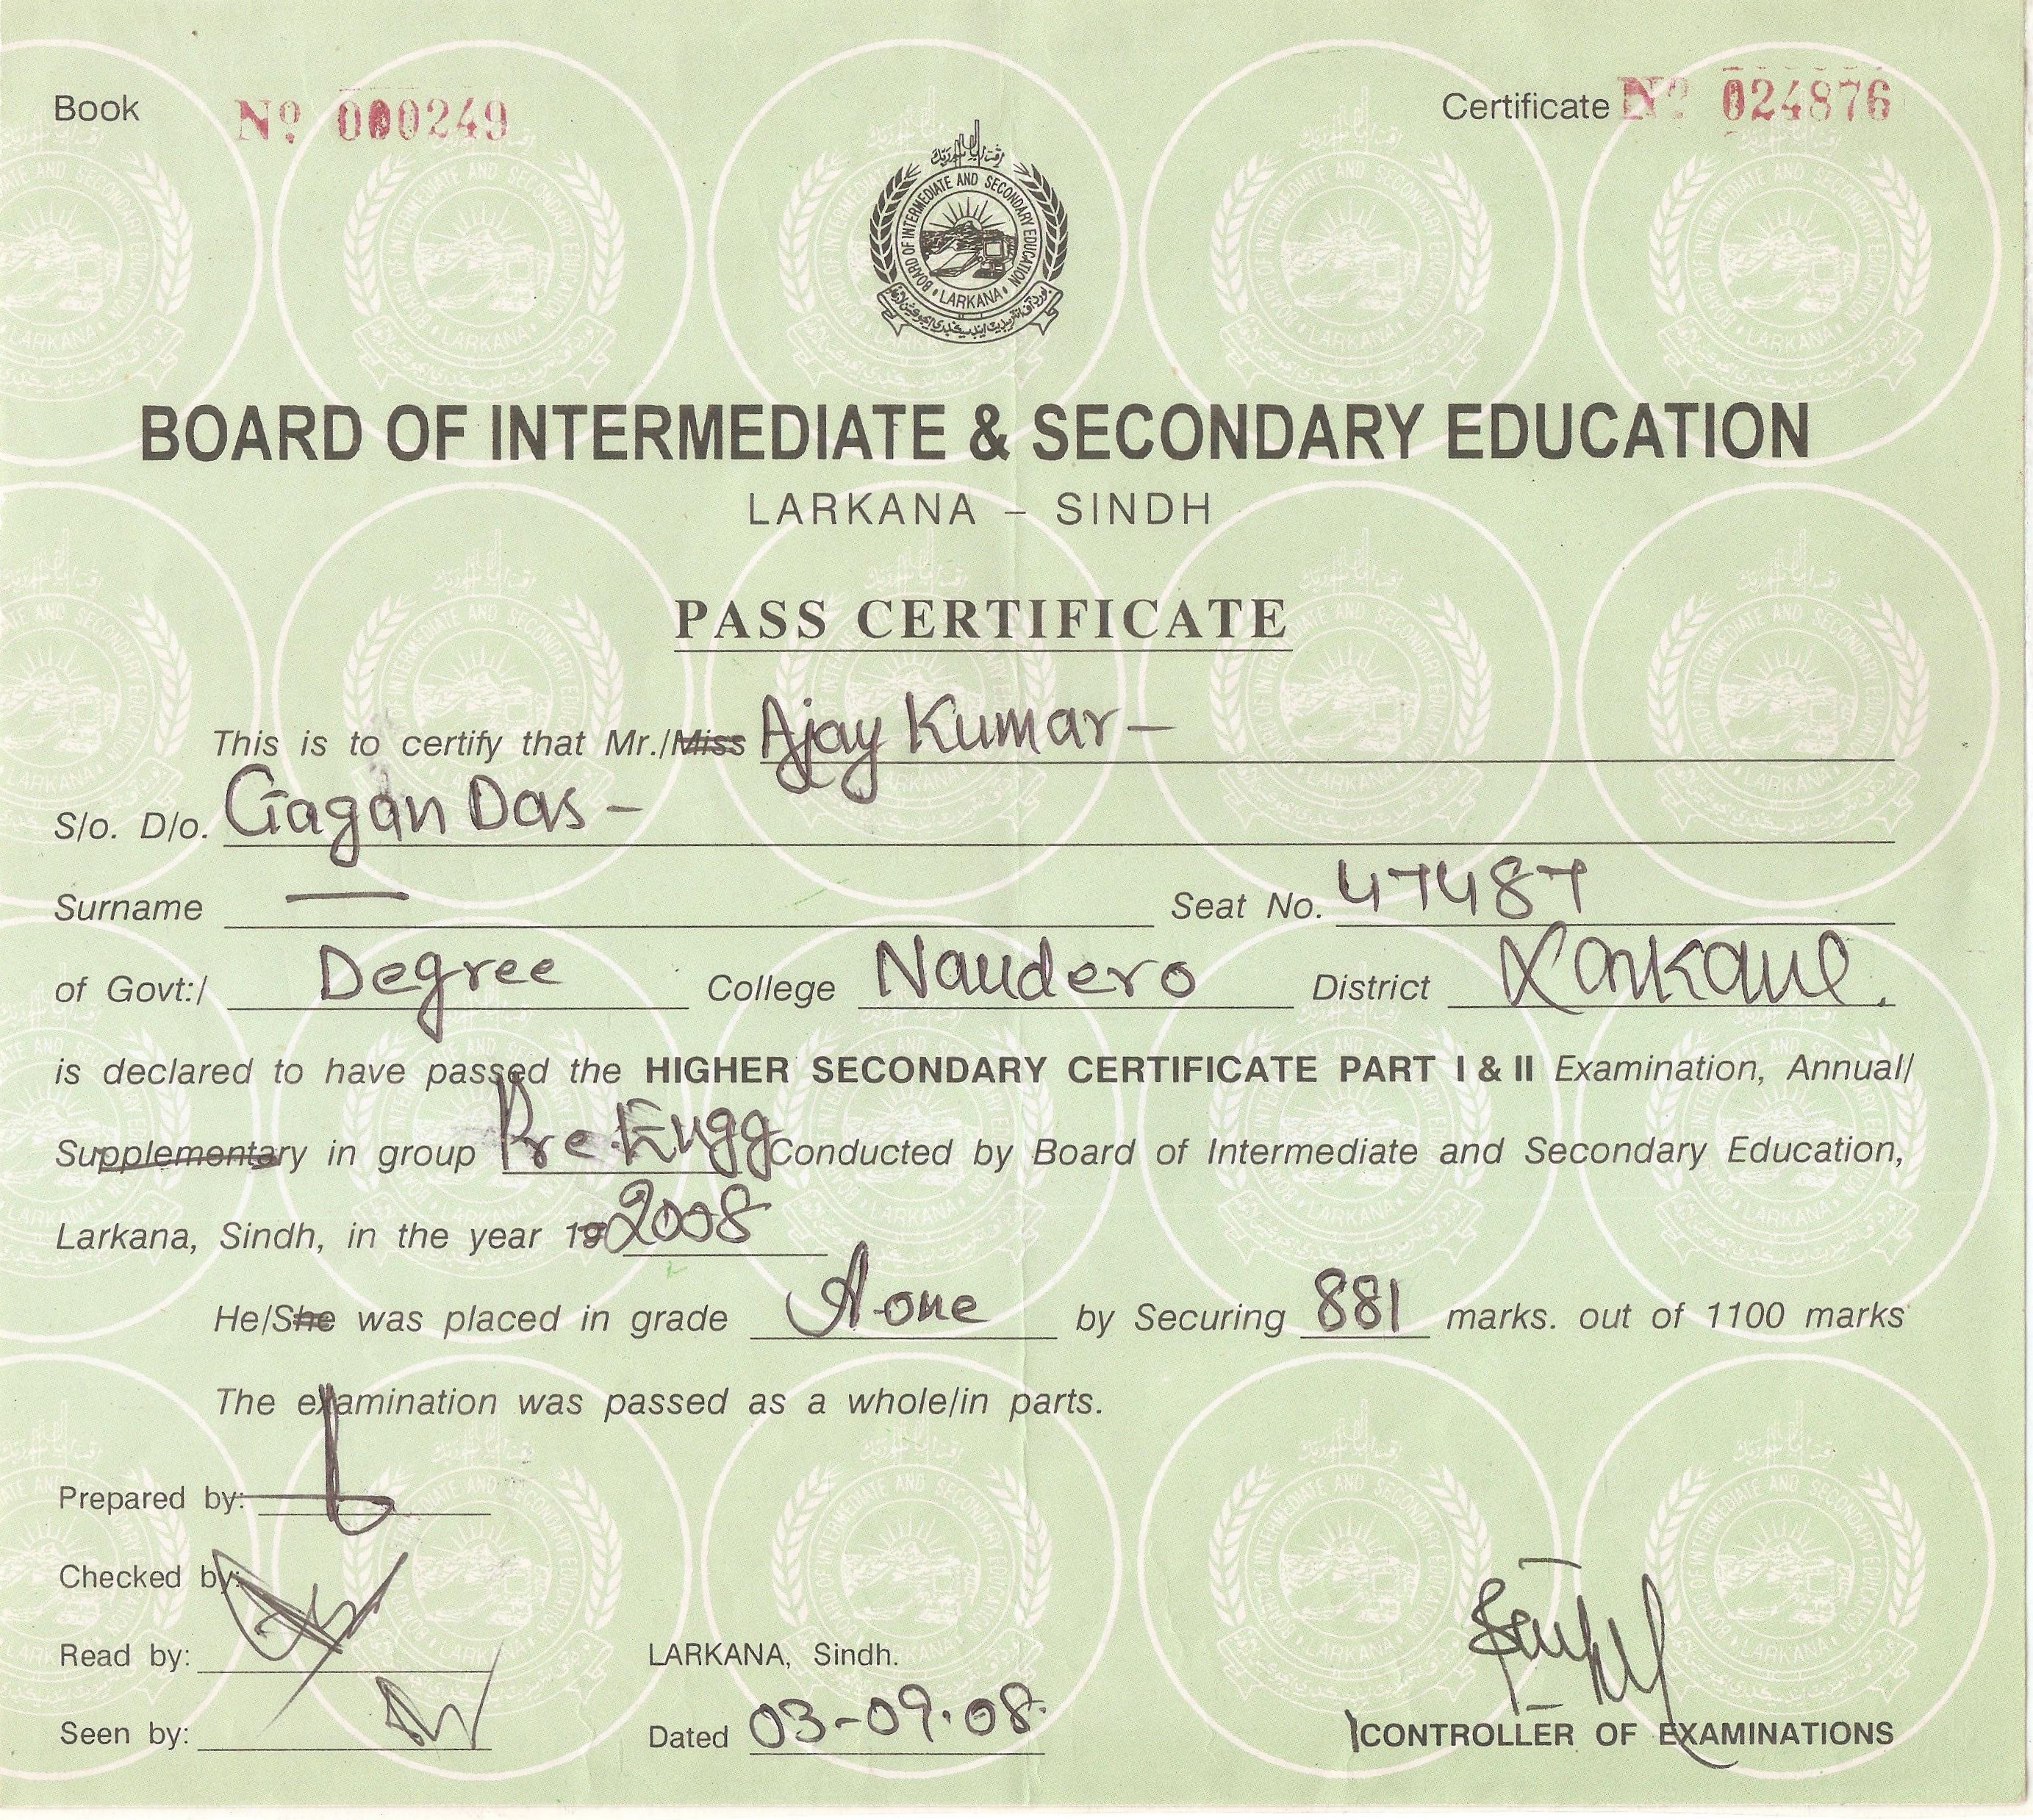 Book Nº 000249 Certificate Nº 024876
BOARD OF INTERMEDIATE AND SECONDARY EDUCATION
LARKANA
BOARD OF INTERMEDIATE & SECONDARY EDUCATION
LARKANA – SINDH
PASS CERTIFICATE
This is to certify that Mr./Miss Ajay Kumar –
S/o. D/o. Gagan Das –
Surname — Seat No. 47487
of Govt:/ Degree College Naudero District Larkana.
is declared to have passed the HIGHER SECONDARY CERTIFICATE PART I & II Examination, Annual/
Supplementary in group Pre.Engg Conducted by Board of Intermediate and Secondary Education,
Larkana, Sindh, in the year 19 2008
He/She was placed in grade A-one by Securing 881 marks. out of 1100 marks
The examination was passed as a whole/in parts.
Prepared by:
Checked by:
Read by: LARKANA, Sindh.
Seen by: Dated 03-09-08. CONTROLLER OF EXAMINATIONS